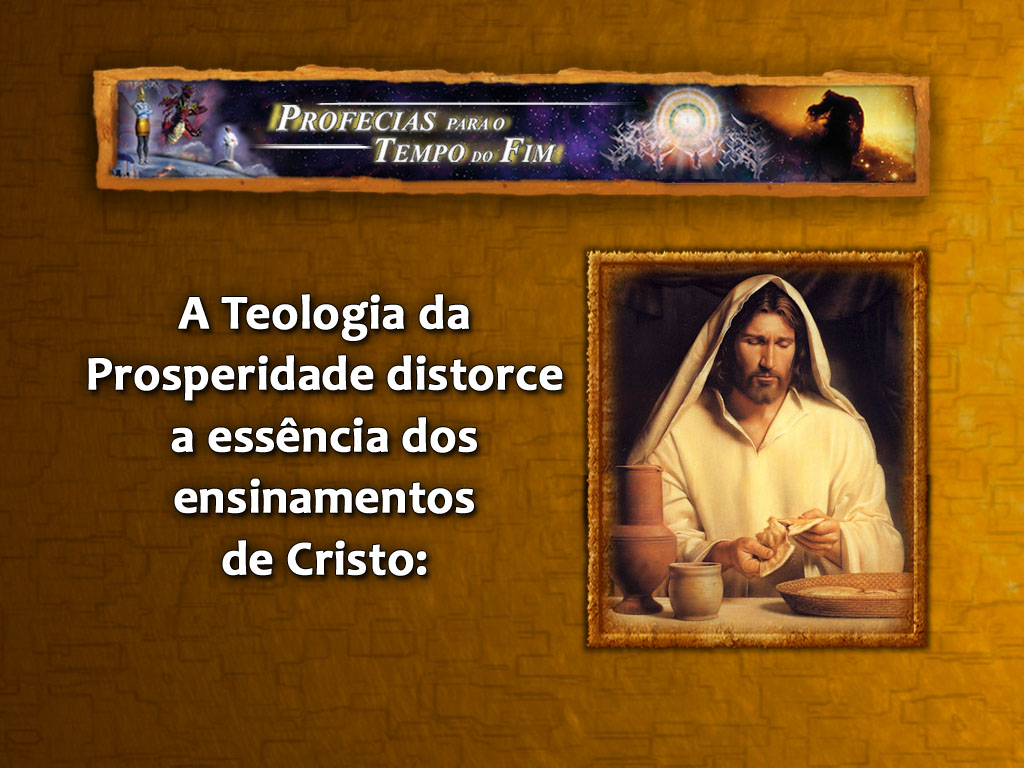 PROFECIAS PARA O
TEMPO DO FIM
A Teologia da
Prosperidade distorce
a essência dos
ensinamentos
de Cristo: